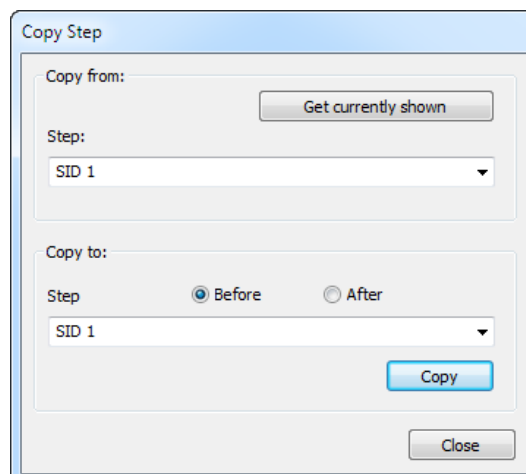 Copy Step
Copy from:
Get currently shown
Step:
SID 1
Copy to:
Step Before After
SID 1
Copy
Close